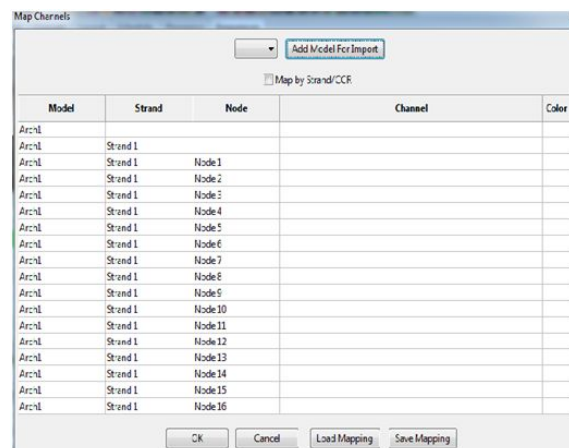 Map Channels
Add Model For Import
Map by Strand/CCR
Model Strand Node Channel Color
Arch1
Arch1 Strand 1
Arch1 Strand 1 Node 1
Arch1 Strand 1 Node 2
Arch1 Strand 1 Node 3
Arch1 Strand 1 Node 4
Arch1 Strand 1 Node 5
Arch1 Strand 1 Node 6
Arch1 Strand 1 Node 7
Arch1 Strand 1 Node 8
Arch1 Strand 1 Node 9
Arch1 Strand 1 Node 10
Arch1 Strand 1 Node 11
Arch1 Strand 1 Node 12
Arch1 Strand 1 Node 13
Arch1 Strand 1 Node 14
Arch1 Strand 1 Node 15
Arch1 Strand 1 Node 16
OK Cancel Load Mapping Save Mapping